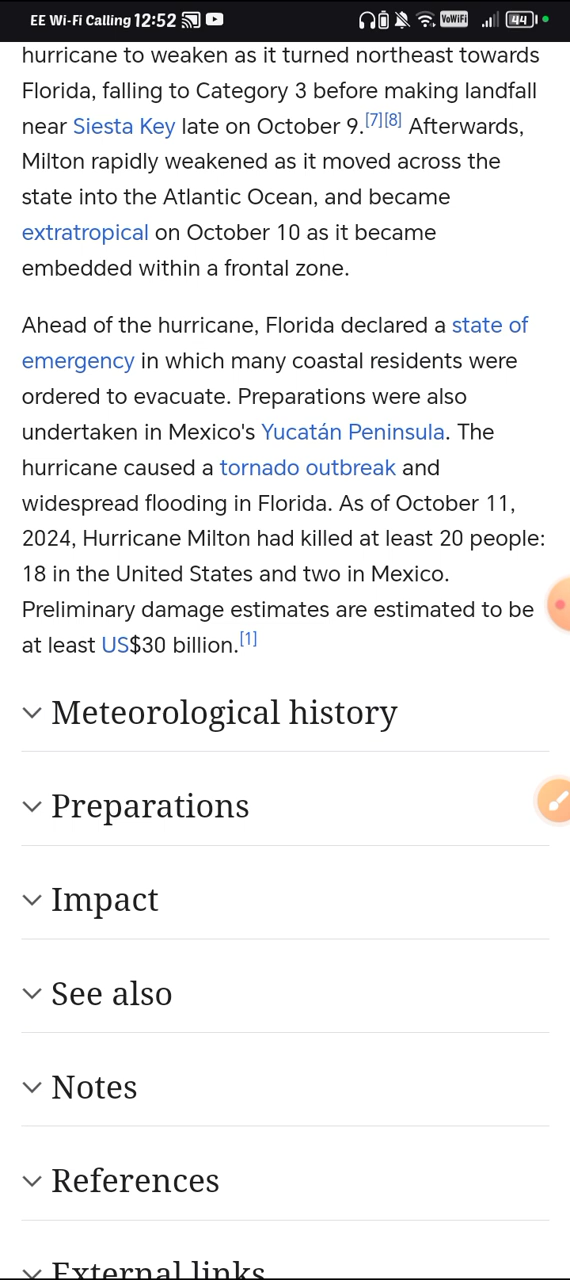 EE Wi-Fi Calling 12:52 VoWiFi 44
hurricane to weaken as it turned northeast towards
Florida, falling to Category 3 before making landfall
near Siesta Key late on October 9.[7][8] Afterwards,
Milton rapidly weakened as it moved across the
state into the Atlantic Ocean, and became
extratropical on October 10 as it became
embedded within a frontal zone.
Ahead of the hurricane, Florida declared a state of
emergency in which many coastal residents were
ordered to evacuate. Preparations were also
undertaken in Mexico's Yucatán Peninsula. The
hurricane caused a tornado outbreak and
widespread flooding in Florida. As of October 11,
2024, Hurricane Milton had killed at least 20 people:
18 in the United States and two in Mexico.
Preliminary damage estimates are estimated to be
at least US$30 billion.[1]
Meteorological history
Preparations
Impact
See also
Notes
References
External links